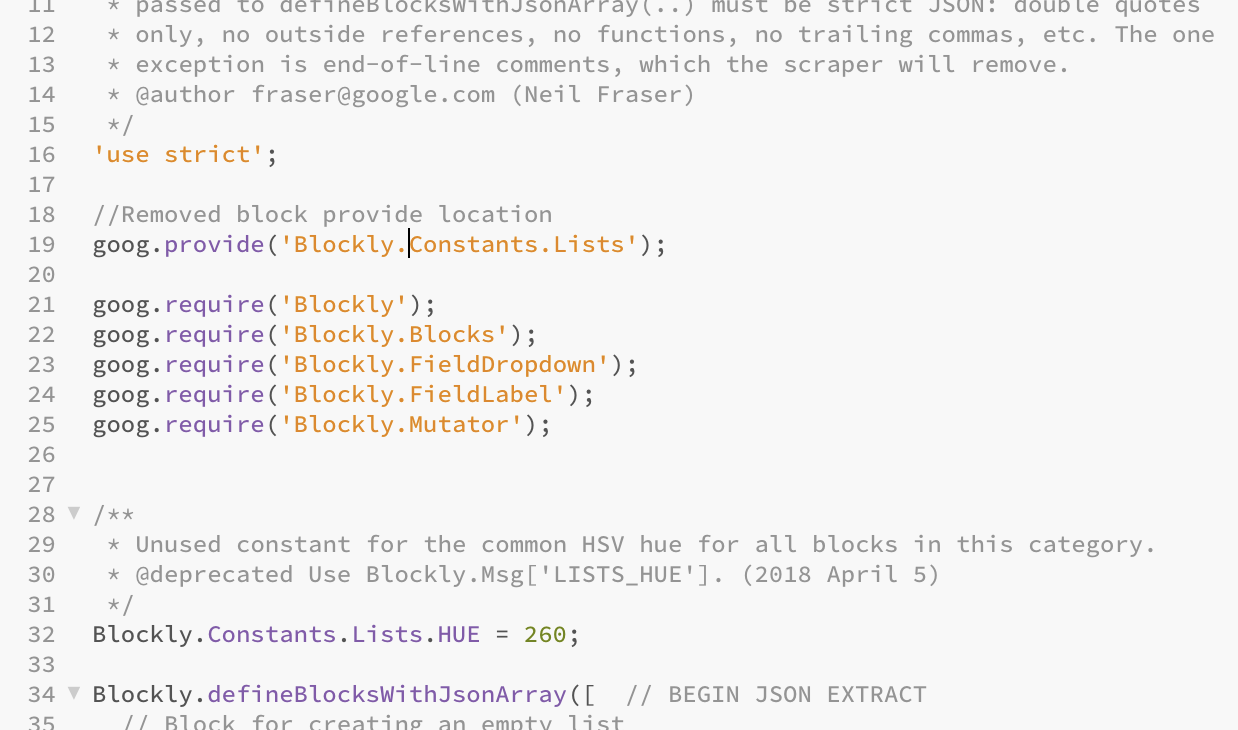 11 * passed to defineBlocksWithJsonArray(..) must be strict JSON: double quotes
12 * only, no outside references, no functions, no trailing commas, etc. The one
13 * exception is end-of-line comments, which the scraper will remove.
14 * @author fraser@google.com (Neil Fraser)
15 */
16 'use strict';
17
18 //Removed block provide location
19 goog.provide('Blockly.Constants.Lists');
20
21 goog.require('Blockly');
22 goog.require('Blockly.Blocks');
23 goog.require('Blockly.FieldDropdown');
24 goog.require('Blockly.FieldLabel');
25 goog.require('Blockly.Mutator');
26
27
28 /**
29 * Unused constant for the common HSV hue for all blocks in this category.
30 * @deprecated Use Blockly.Msg['LISTS_HUE']. (2018 April 5)
31 */
32 Blockly.Constants.Lists.HUE = 260;
33
34 Blockly.defineBlocksWithJsonArray([  // BEGIN JSON EXTRACT
35 // Block for creating an empty list